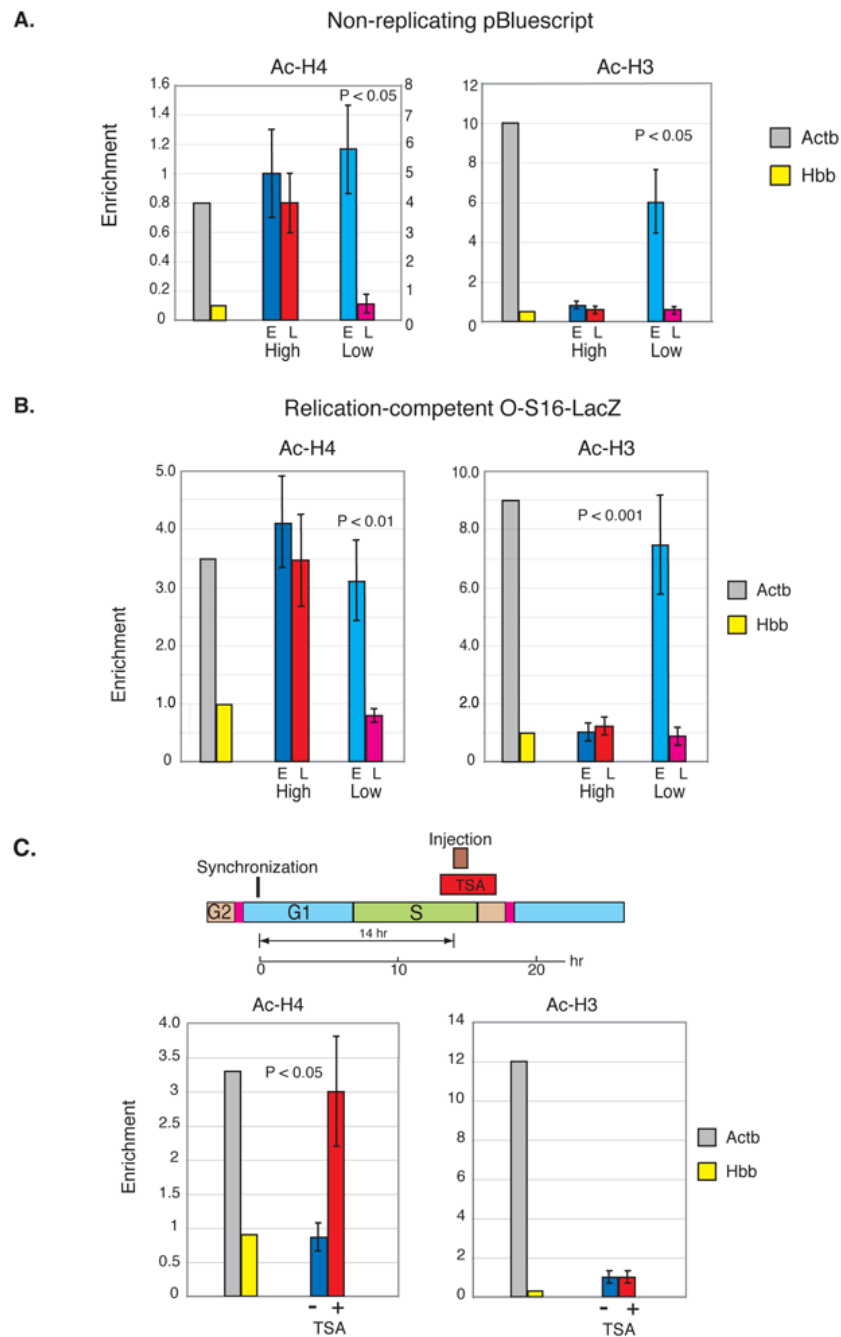 A.
Non-replicating pBluescript
Ac-H4
Ac-H3
Enrichment
1.6
1.4
1.2
1.0
0.8
0.6
0.4
0.2
0
8
7
6
5
4
3
2
1
0
P < 0.05
E L E L
High Low
12
10
8
6
4
2
0
P < 0.05
E L E L
High Low
Actb
Hbb
B.
Relication-competent O-S16-LacZ
Ac-H4
Ac-H3
Enrichment
5.0
4.0
3.0
2.0
1.0
0
P < 0.01
E L E L
High Low
10.0
8.0
6.0
4.0
2.0
0
P < 0.001
E L E L
High Low
Actb
Hbb
C.
Injection
Synchronization
TSA
G2 G1 S
14 hr
0 10 20 hr
Ac-H4
Ac-H3
Enrichment
4.0
3.5
3
2.5
2
1.5
1
0.5
0
P < 0.05
- +
TSA
14
12
10
8
6
4
2
0
- +
TSA
Actb
Hbb